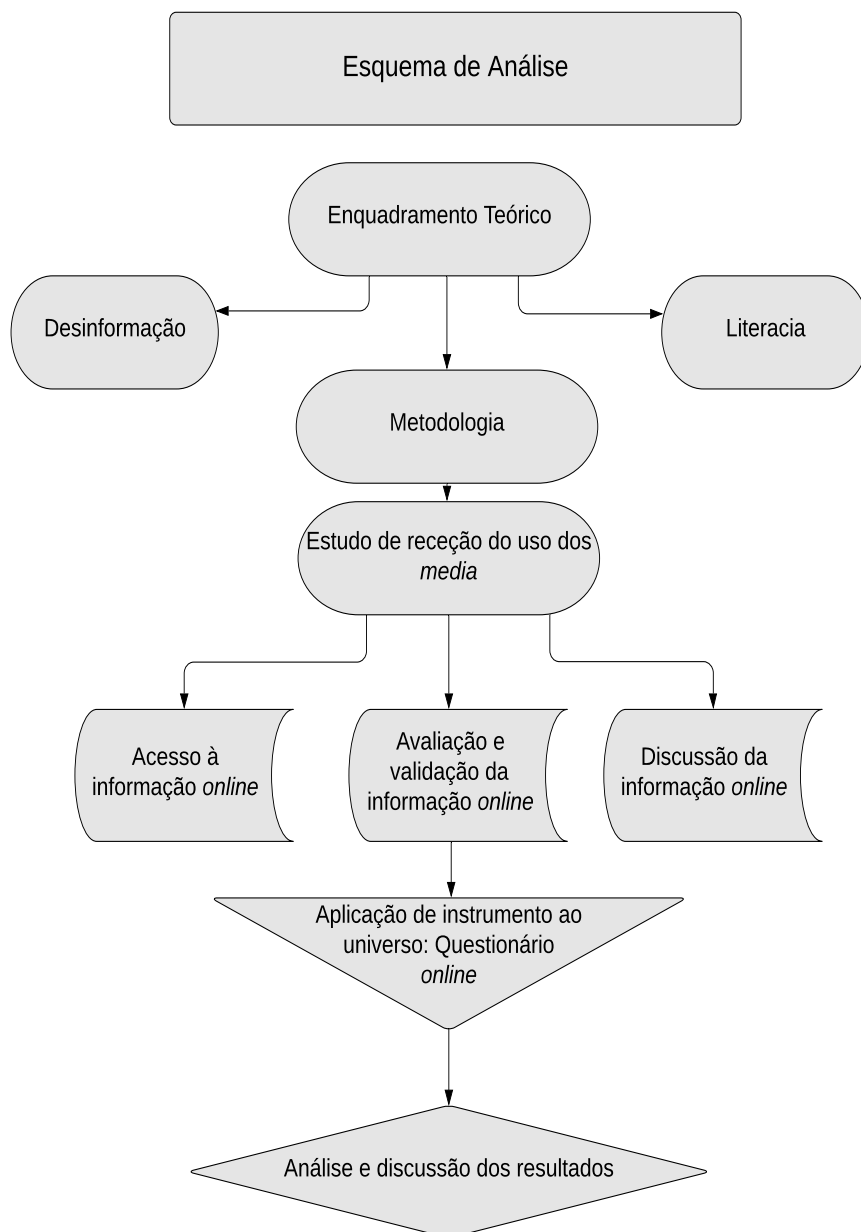 Esquema de Análise
Enquadramento Teórico
Desinformação
Literacia
Metodologia
Estudo de receção do uso dos
media
Acesso à
informação online
Avaliação e
validação da
informação online
Discussão da
informação online
Aplicação de instrumento ao
universo: Questionário
online
Análise e discussão dos resultados